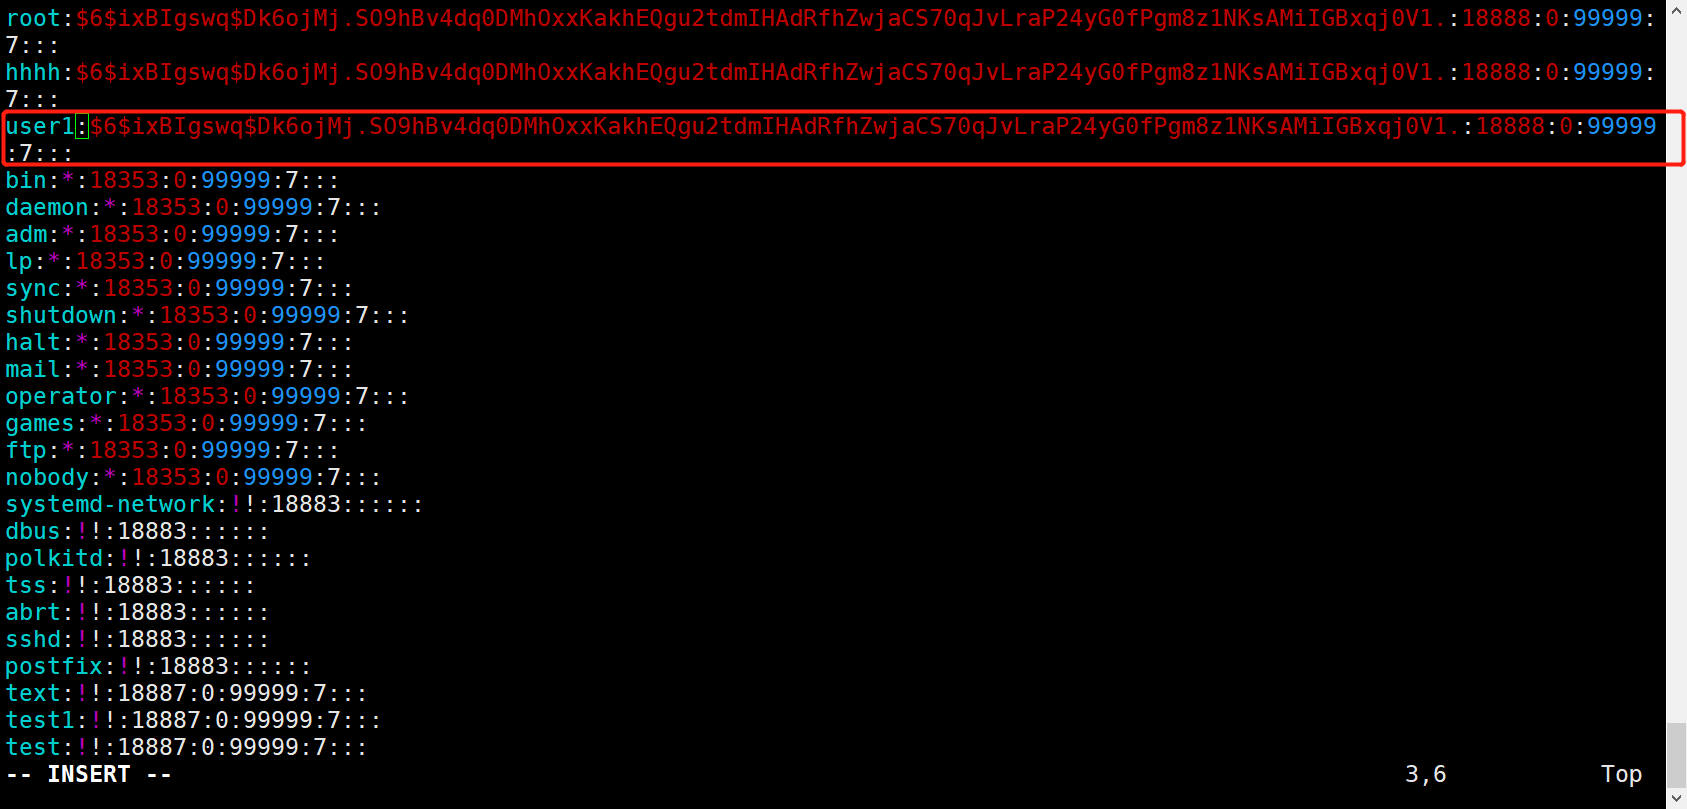 root:$6$ixBIgswq$Dk6ojMj.SO9hBv4dq0DMhOxxKakhEQgu2tdmIHAdRfhZwjaCS70qJvLraP24yG0fPgm8z1NKsAMiIGBxqj0V1.:18888:0:99999:
7:::
hhhh:$6$ixBIgswq$Dk6ojMj.SO9hBv4dq0DMhOxxKakhEQgu2tdmIHAdRfhZwjaCS70qJvLraP24yG0fPgm8z1NKsAMiIGBxqj0V1.:18888:0:99999:
7:::
user1:$6$ixBIgswq$Dk6ojMj.SO9hBv4dq0DMhOxxKakhEQgu2tdmIHAdRfhZwjaCS70qJvLraP24yG0fPgm8z1NKsAMiIGBxqj0V1.:18888:0:99999
:7:::
bin:*:18353:0:99999:7:::
daemon:*:18353:0:99999:7:::
adm:*:18353:0:99999:7:::
lp:*:18353:0:99999:7:::
sync:*:18353:0:99999:7:::
shutdown:*:18353:0:99999:7:::
halt:*:18353:0:99999:7:::
mail:*:18353:0:99999:7:::
operator:*:18353:0:99999:7:::
games:*:18353:0:99999:7:::
ftp:*:18353:0:99999:7:::
nobody:*:18353:0:99999:7:::
systemd-network:!!:18883::::::
dbus:!!:18883::::::
polkitd:!!:18883::::::
tss:!!:18883::::::
abrt:!!:18883::::::
sshd:!!:18883::::::
postfix:!!:18883::::::
text:!!:18887:0:99999:7:::
test1:!!:18887:0:99999:7:::
test:!!:18887:0:99999:7:::
-- INSERT -- 3,6 Top